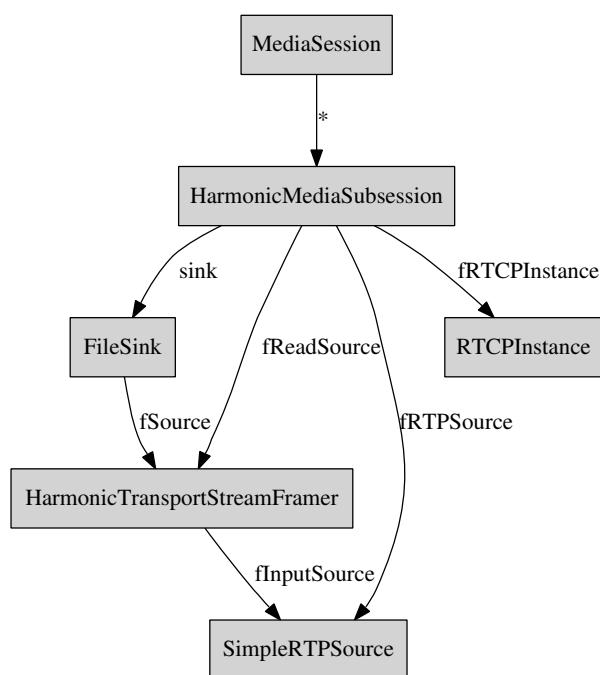 MediaSession
*
HarmonicMediaSubsession
sink
fRTCPInstance
FileSink
fReadSource
RTCPInstance
fSource
fRTPSource
HarmonicTransportStreamFramer
fInputSource
SimpleRTPSource